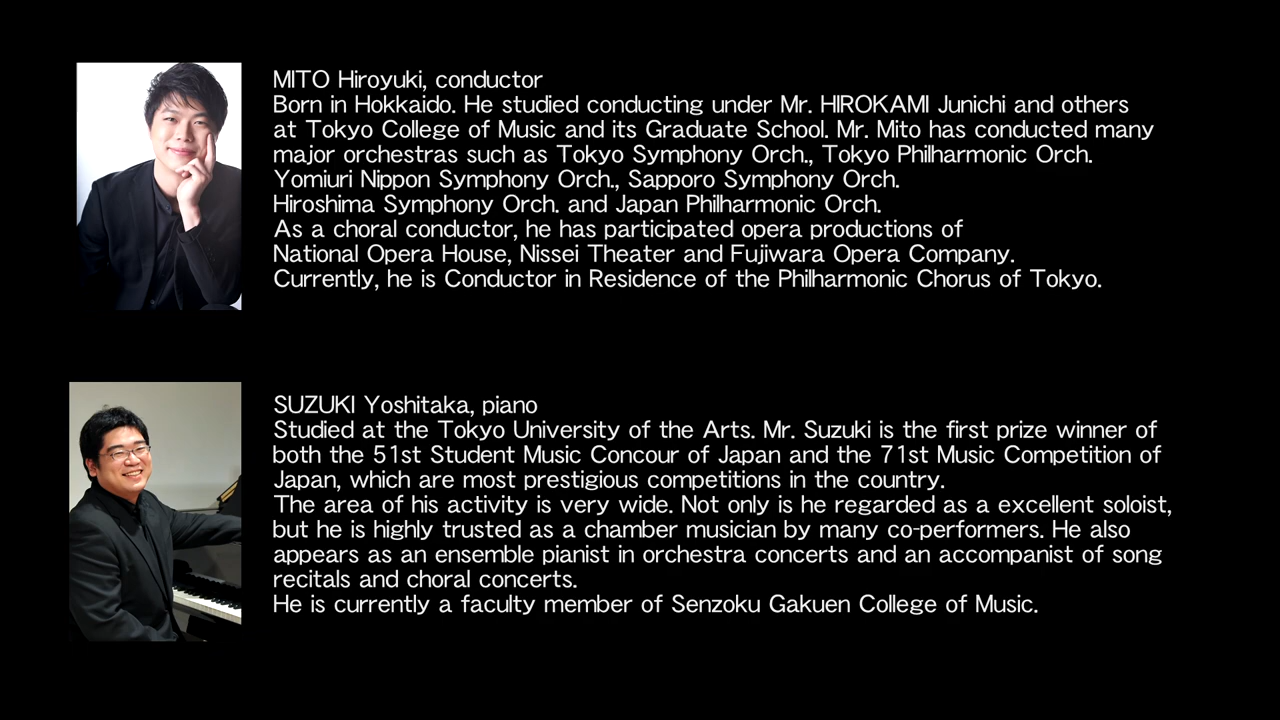 MITO Hiroyuki, conductor
Born in Hokkaido. He studied conducting under Mr. HIROKAMI Junichi and others
at Tokyo College of Music and its Graduate School. Mr. Mito has conducted many
major orchestras such as Tokyo Symphony Orch., Tokyo Philharmonic Orch.
Yomiuri Nippon Symphony Orch., Sapporo Symphony Orch.
Hiroshima Symphony Orch. and Japan Philharmonic Orch.
As a choral conductor, he has participated opera productions of
National Opera House, Nissei Theater and Fujiwara Opera Company.
Currently, he is Conductor in Residence of the Philharmonic Chorus of Tokyo.
SUZUKI Yoshitaka, piano
Studied at the Tokyo University of the Arts. Mr. Suzuki is the first prize winner of
both the 51st Student Music Concour of Japan and the 71st Music Competition of
Japan, which are most prestigious competitions in the country.
The area of his activity is very wide. Not only is he regarded as a excellent soloist,
but he is highly trusted as a chamber musician by many co-performers. He also
appears as an ensemble pianist in orchestra concerts and an accompanist of song
recitals and choral concerts.
He is currently a faculty member of Senzoku Gakuen College of Music.